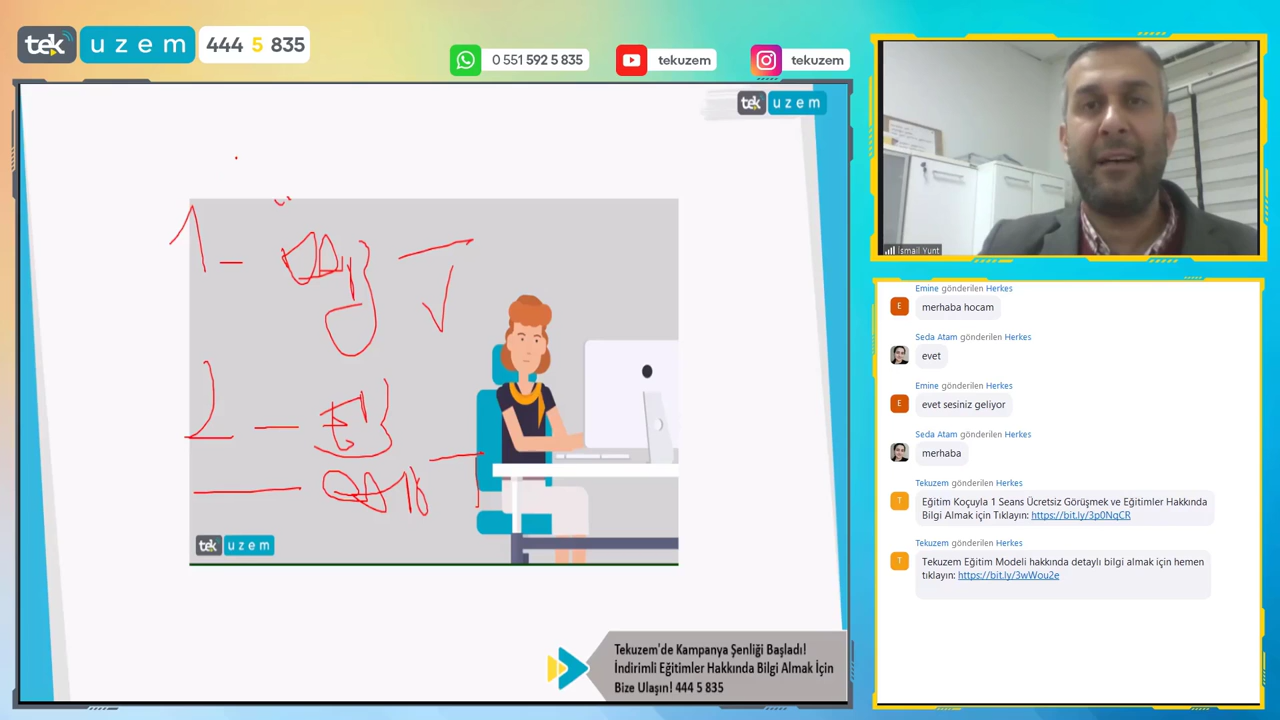 tek uzem 444 5 835
0 551 592 5 835
tekuzem
tekuzem
tek uzem
1 -
2 -
tek uzem
Tekuzem'de Kampanya Şenliği Başladı!
İndirimli Eğitimler Hakkında Bilgi Almak İçin
Bize Ulaşın! 444 5 835
İsmail Yunt
Emine gönderilen Herkes
E
merhaba hocam
Seda Atam gönderilen Herkes
evet
Emine gönderilen Herkes
E
evet sesiniz geliyor
Seda Atam gönderilen Herkes
merhaba
Tekuzem gönderilen Herkes
T
Eğitim Koçuyla 1 Seans Ücretsiz Görüşmek ve Eğitimler Hakkında
Bilgi Almak için Tıklayın: https://bit.ly/3p0NqCR
Tekuzem gönderilen Herkes
T
Tekuzem Eğitim Modeli hakkında detaylı bilgi almak için hemen
tıklayın: https://bit.ly/3wWou2e